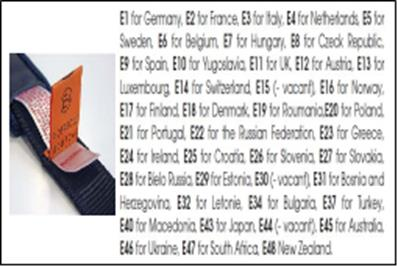 E1 for Germany, E2 for France, E3 for Italy, E4 for Netherlands, E5 for
Sweden, E6 for Belgium, E7 for Hungary, E8 for Czeck Republic,
E9 for Spain, E10 for Yugoslavia, E11 for UK, E12 for Austria, E13 for
Luxembourg, E14 for Switzerland, E15 (- vacant), E16 for Norway,
E17 for Finland, E18 for Denmark, E19 for Roumania,E20 for Poland,
E21 for Portugal, E22 for the Russian Federation, E23 for Greece,
E24 for Ireland, E25 for Croatia, E26 for Slovenia, E27 for Slovakia,
E28 for Bielo Russia, E29 for Estonia, E30 (- vacant), E31 for Bosnia and
Herzegovina, E32 for Letonie, E34 for Bulgaria, E37 for Turkey,
E40 for Macedonia, E43 for Japan, E44 (- vacant), E45 for Australia,
E46 for Ukraine, E47 for South Africa, E48 New Zealand.